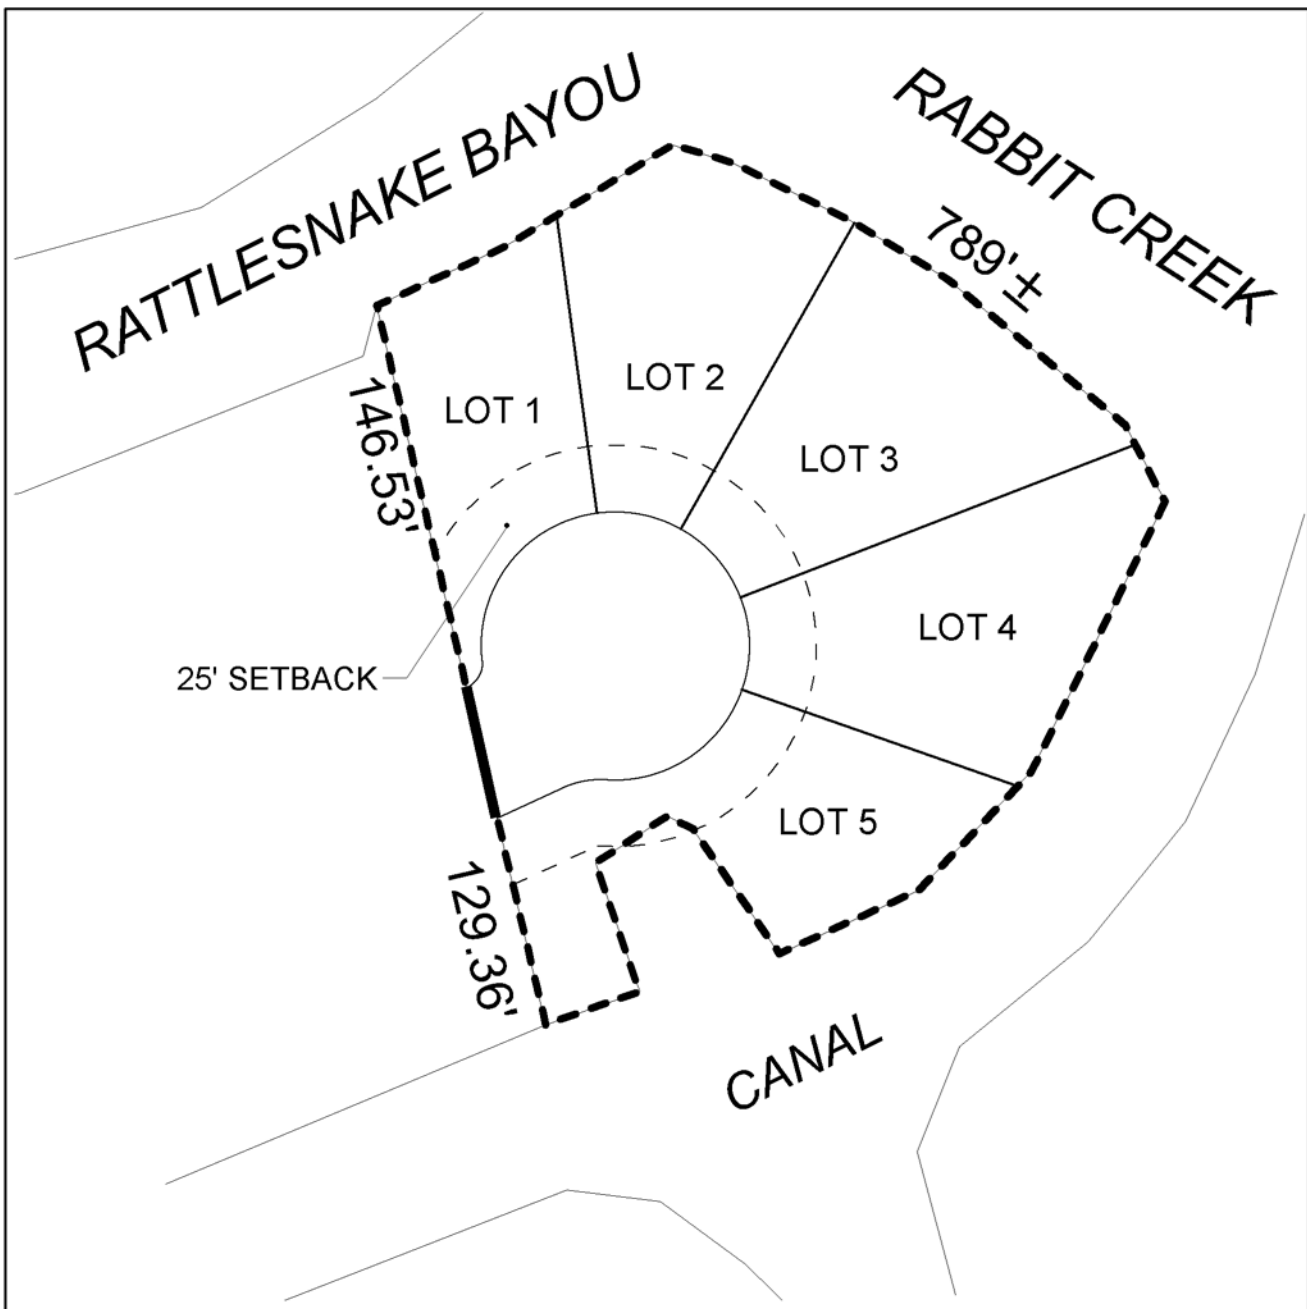 RATTLESNAKE BAYOU
RABBIT CREEK
789'±
146.53'
LOT 1
LOT 2
LOT 3
LOT 4
25' SETBACK
LOT 5
129.36'
CANAL